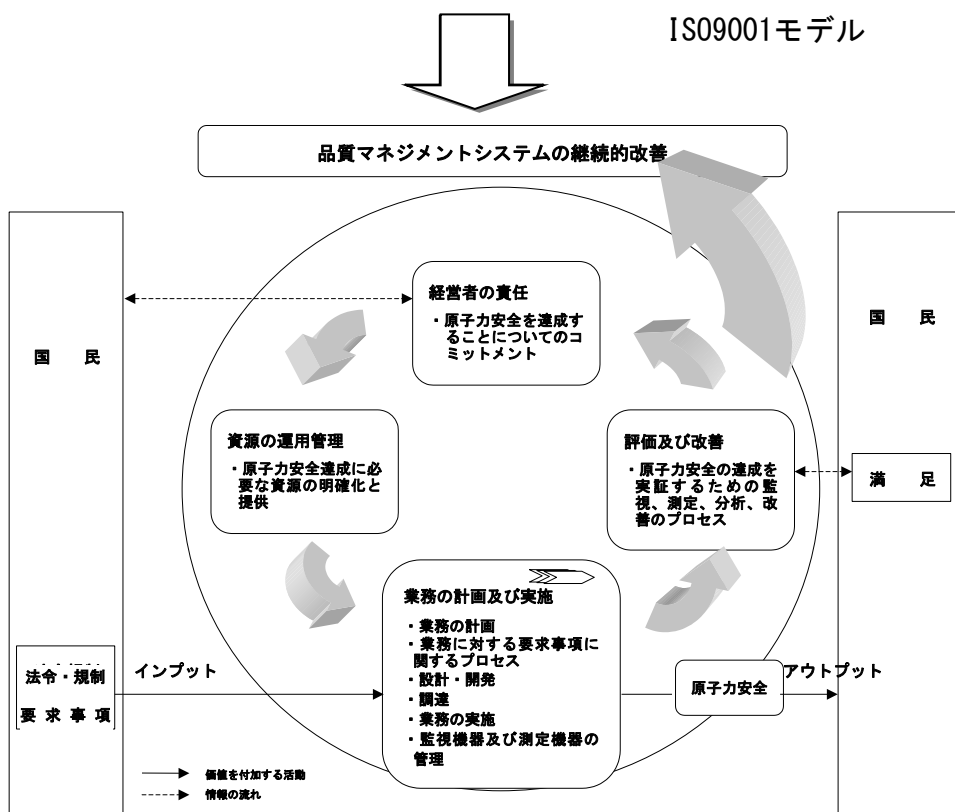 ISO9001モデル
品質マネジメントシステムの継続的改善
国　民
国　民
経営者の責任
・原子力安全を達成す
ることについてのコ
ミットメント
資源の運用管理
・原子力安全達成に必
要な資源の明確化と
提供
評価及び改善
・原子力安全の達成を
実証するための監
視、測定、分析、改
善のプロセス
満　足
業務の計画及び実施
・業務の計画
・業務に対する要求事項に
関するプロセス
・設計・開発
・調達
・業務の実施
・監視機器及び測定機器の
管理
法令・規制
要求事項
インプット
原子力安全
アウトプット
価値を付加する活動
情報の流れ